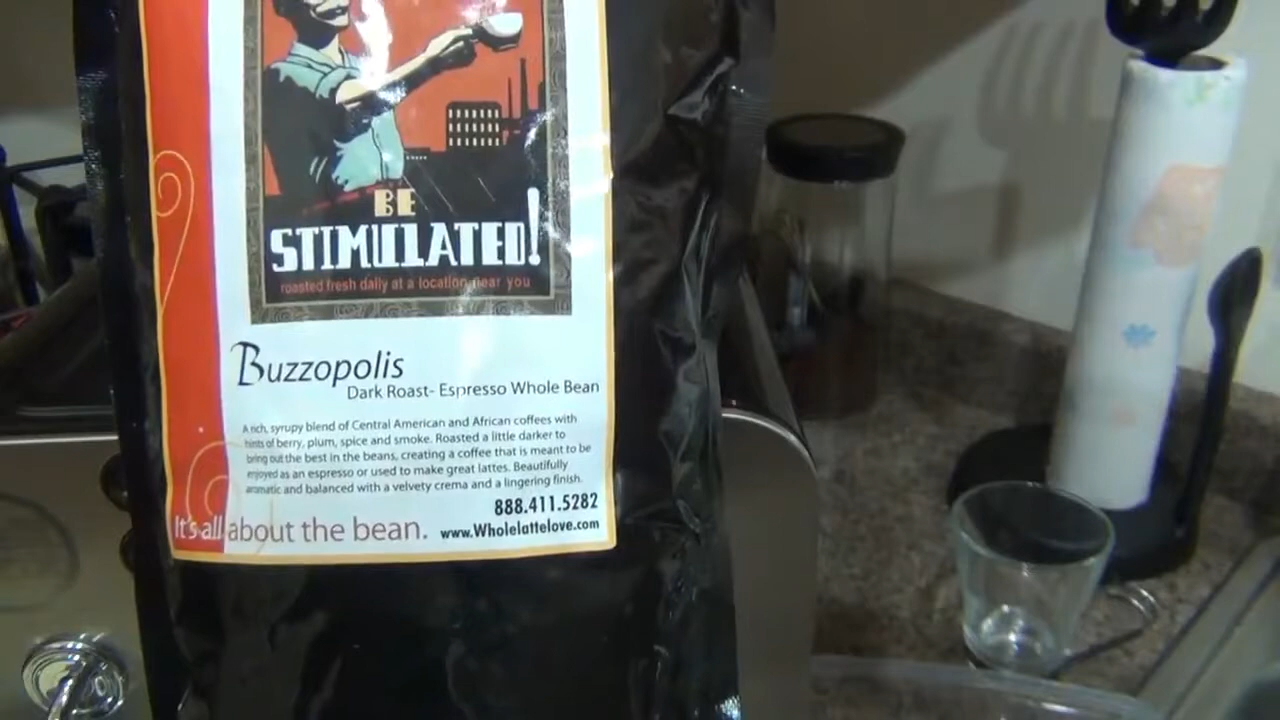 BE
STIMULATED!
roasted fresh daily at a location near you
Buzzopolis
Dark Roast- Espresso Whole Bean
A rich, syrupy blend of Central American and African coffees with
hints of berry, plum, spice and smoke. Roasted a little darker to
bring out the best in the beans, creating a coffee that is meant to be
enjoyed as an espresso or used to make great lattes. Beautifully
aromatic and balanced with a velvety crema and a lingering finish.
888.411.5282
It's all about the bean. www.Wholelattelove.com